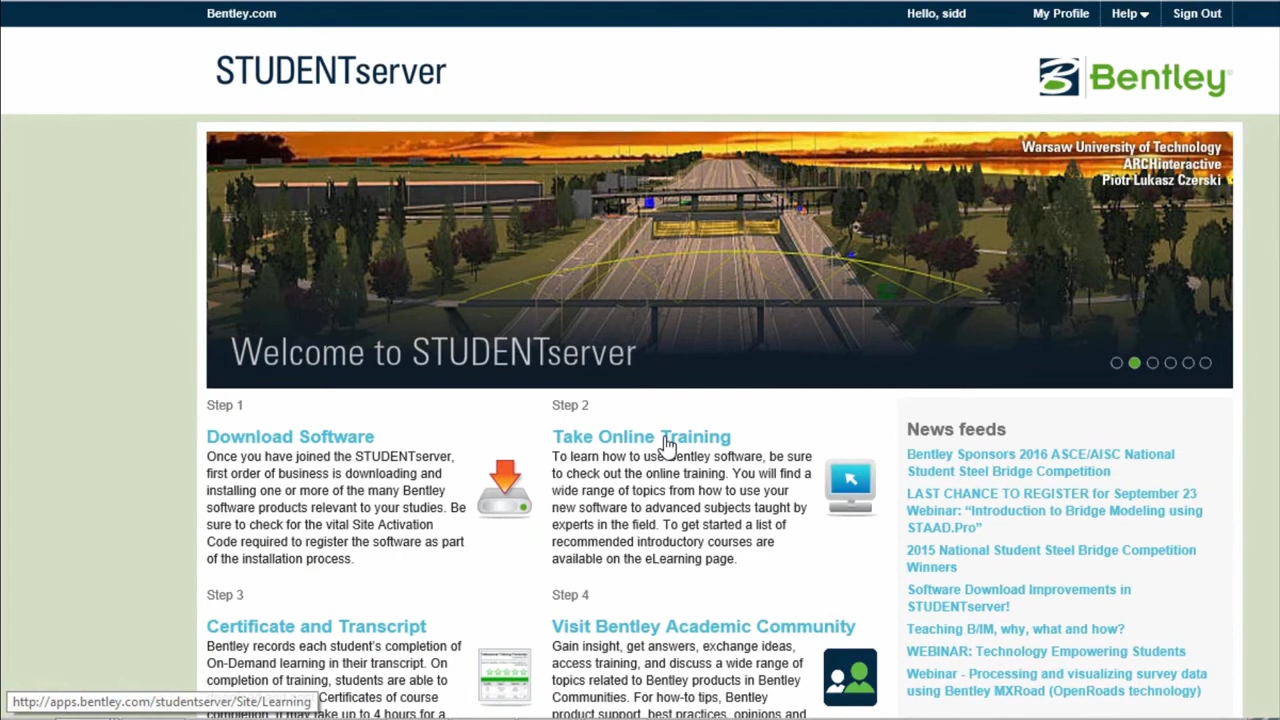 Bentley.com
Hello, sidd
My Profile
Help
Sign Out
STUDENTserver
B Bentley
Warsaw University of Technology
ARCHinteractive
Piotr Lukasz Czerski
Welcome to STUDENTserver
Step 1
Download Software
Once you have joined the STUDENTserver,
first order of business is downloading and
installing one or more of the many Bentley
software products relevant to your studies. Be
sure to check for the vital Site Activation
Code required to register the software as part
of the installation process.
Step 2
Take Online Training
To learn how to use Bentley software, be sure
to check out the online training. You will find a
wide range of topics from how to use your
new software to advanced subjects taught by
experts in the field. To get started a list of
recommended introductory courses are
available on the eLearning page.
Step 3
Certificate and Transcript
Bentley records each student's completion of
On-Demand learning in their transcript. On
completion of training, students are able to
Certificates of course
may take up to 4 hours for a
Step 4
Visit Bentley Academic Community
Gain insight, get answers, exchange ideas,
access training, and discuss a wide range of
topics related to Bentley products in Bentley
Communities. For how-to tips, Bentley
product support, best practices, opinions and
News feeds
Bentley Sponsors 2016 ASCE/AISC National
Student Steel Bridge Competition
LAST CHANCE TO REGISTER for September 23
Webinar: “Introduction to Bridge Modeling using
STAAD.Pro”
2015 National Student Steel Bridge Competition
Winners
Software Download Improvements in
STUDENTserver!
Teaching B/IM, why, what and how?
WEBINAR: Technology Empowering Students
Webinar - Processing and visualizing survey data
using Bentley MXRoad (OpenRoads technology)
http://apps.bentley.com/studentserver/Site/Learning